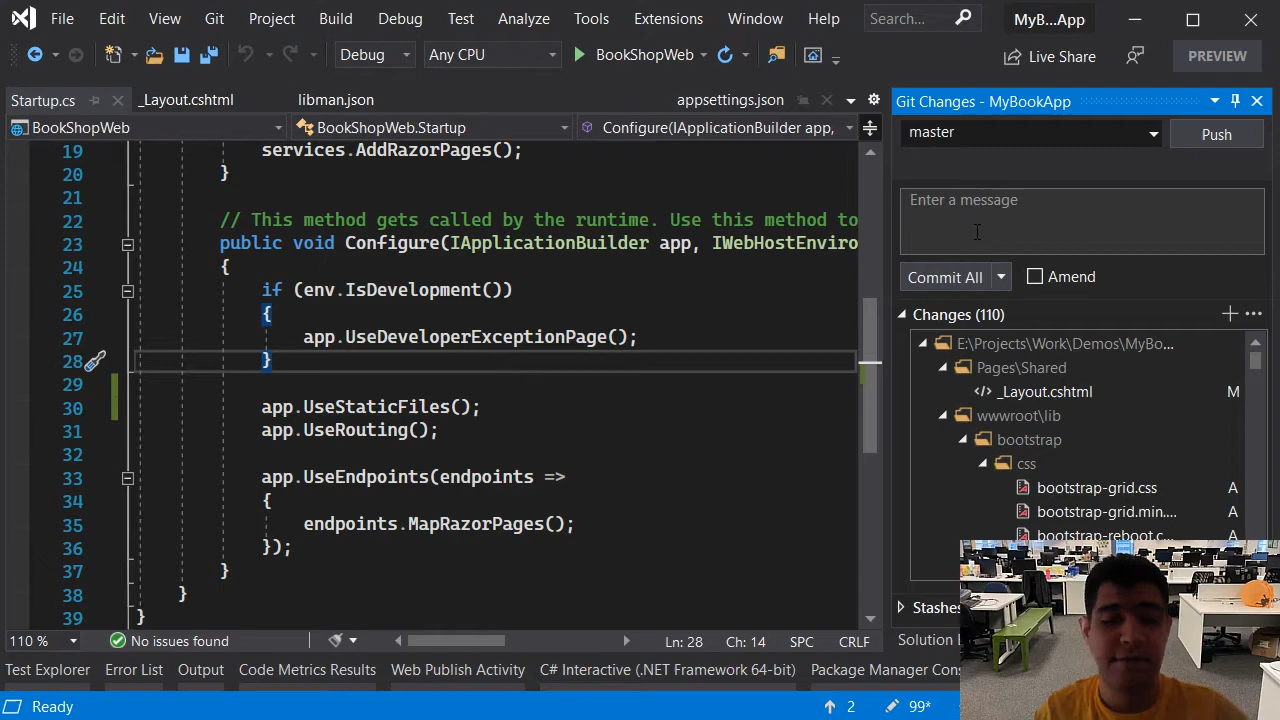 File Edit View Git Project Build Debug Test Analyze Tools Extensions Window Help Search... MyB...App
Debug Any CPU BookShopWeb Live Share PREVIEW
Startup.cs _Layout.cshtml libman.json appsettings.json
BookShopWeb BookShopWeb.Startup Configure(IApplicationBuilder app,
19 services.AddRazorPages();
20 }
21
22 // This method gets called by the runtime. Use this method to
23 public void Configure(IApplicationBuilder app, IWebHostEnviro
24 {
25 if (env.IsDevelopment())
26 {
27 app.UseDeveloperExceptionPage();
28 }
29
30 app.UseStaticFiles();
31 app.UseRouting();
32
33 app.UseEndpoints(endpoints =>
34 {
35 endpoints.MapRazorPages();
36 });
37 }
38 }
39 }
110 % No issues found Ln: 28 Ch: 14 SPC CRLF
Git Changes - MyBookApp
master Push
Enter a message
Commit All Amend
Changes (110)
E:\Projects\Work\Demos\MyBo...
Pages\Shared
_Layout.cshtml M
wwwroot\lib
bootstrap
css
bootstrap-grid.css A
bootstrap-grid.min.... A
bootstrap-reboot.c... A
Stashes
Solution E
Test Explorer Error List Output Code Metrics Results Web Publish Activity C# Interactive (.NET Framework 64-bit) Package Manager Con
Ready 2 99*